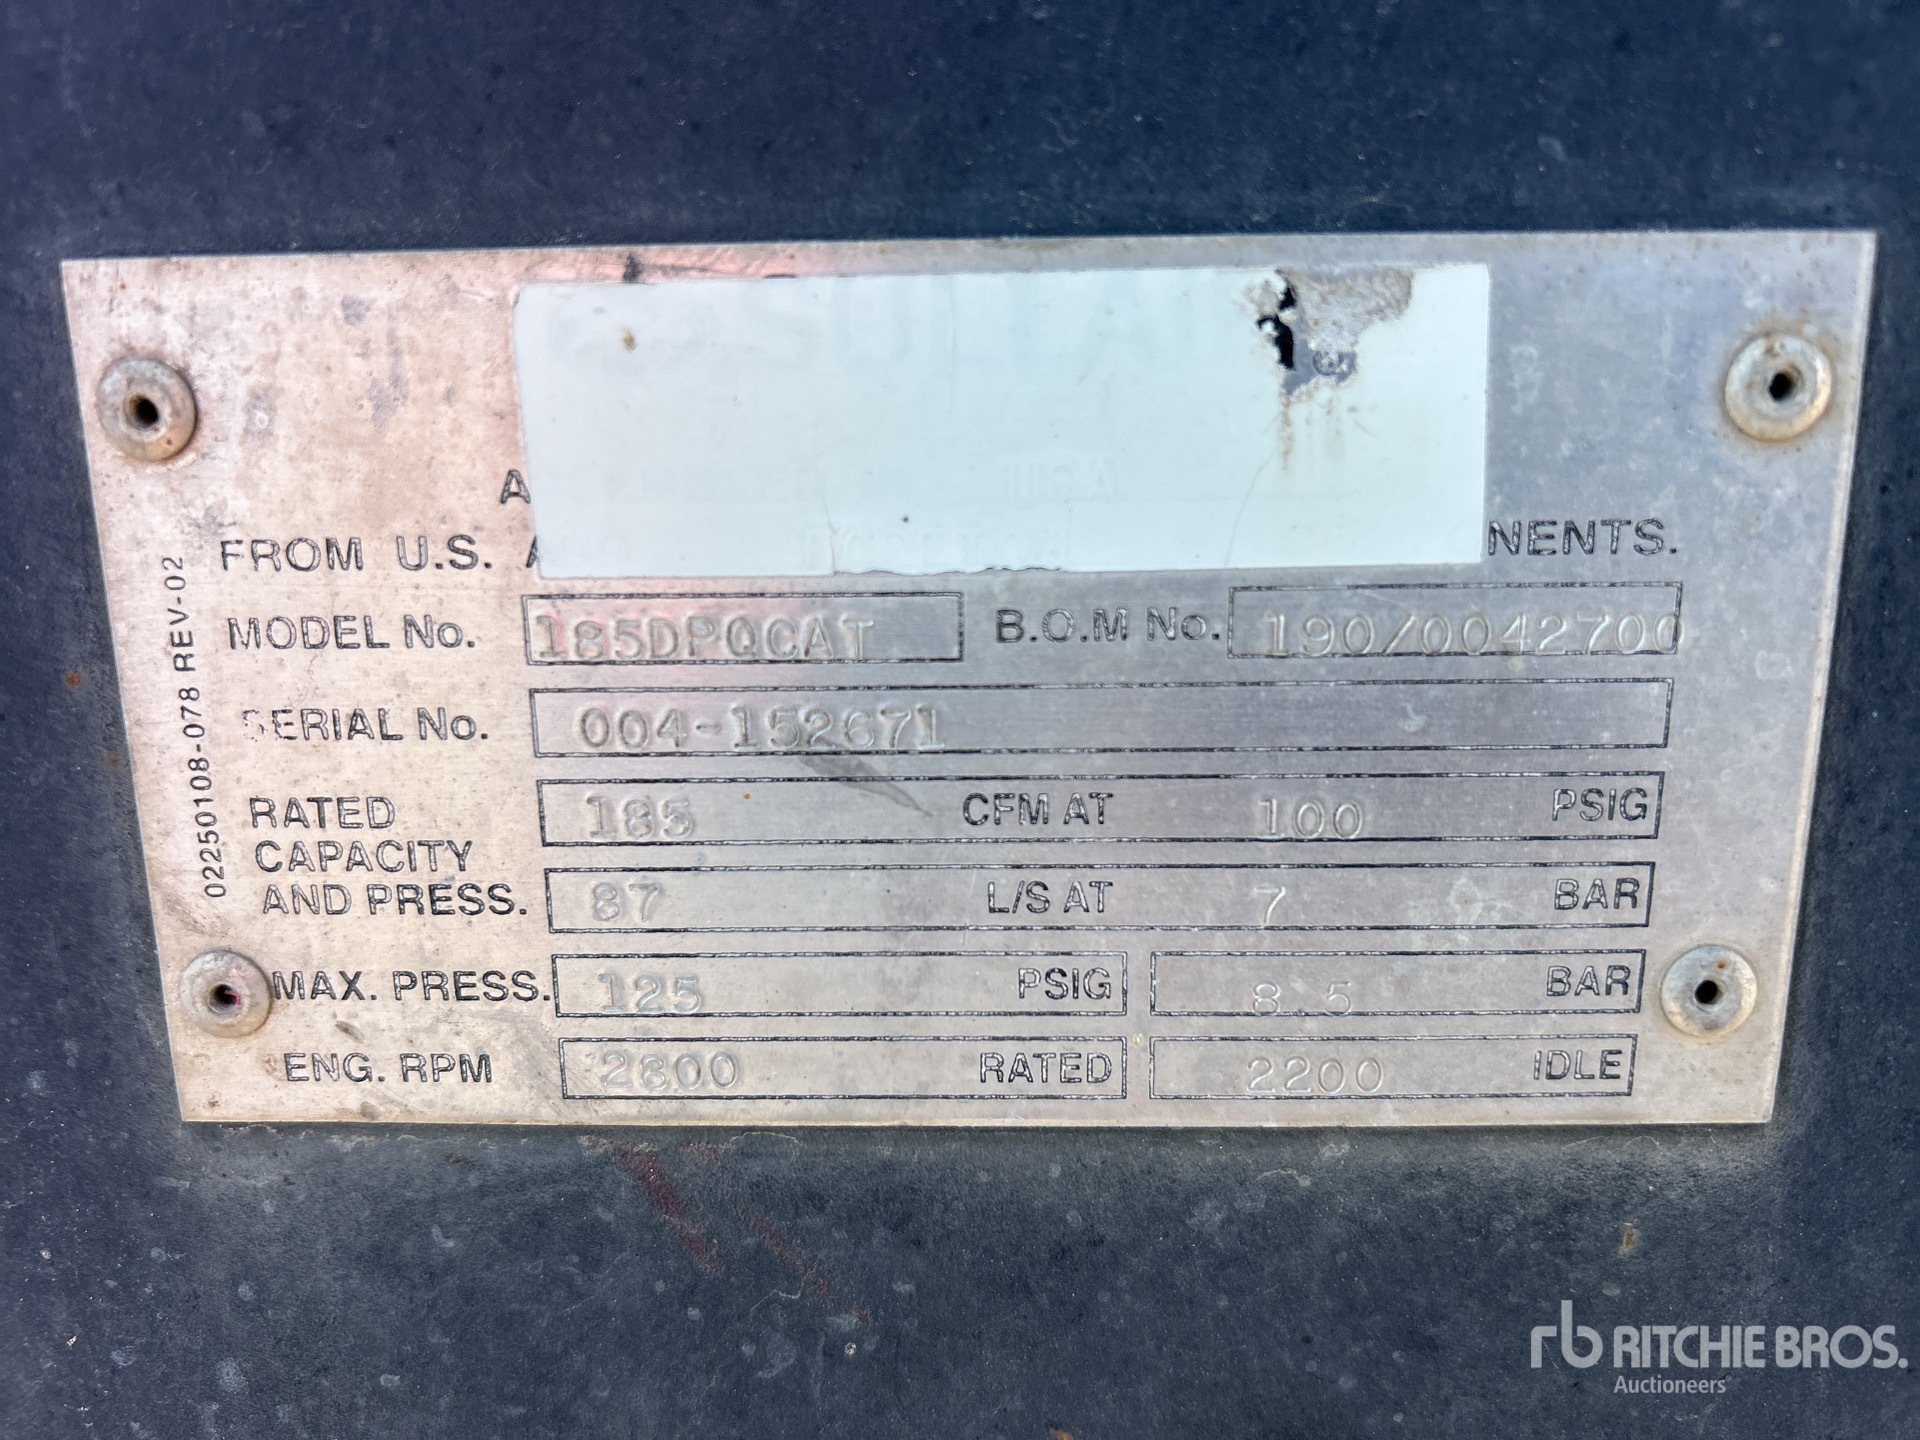 FROM U.S.
NENTS.
MODEL No. 185DPQCAT B.O.M No. 190/0042700
SERIAL No. 004-152671
RATED CAPACITY AND PRESS.
185 CFM AT 100 PSIG
87 L/S AT 7 BAR
MAX. PRESS. 125 PSIG 8.5 BAR
ENG. RPM 2800 RATED 2200 IDLE
02250108-078 REV-02
rb RITCHIE BROS.
Auctioneers